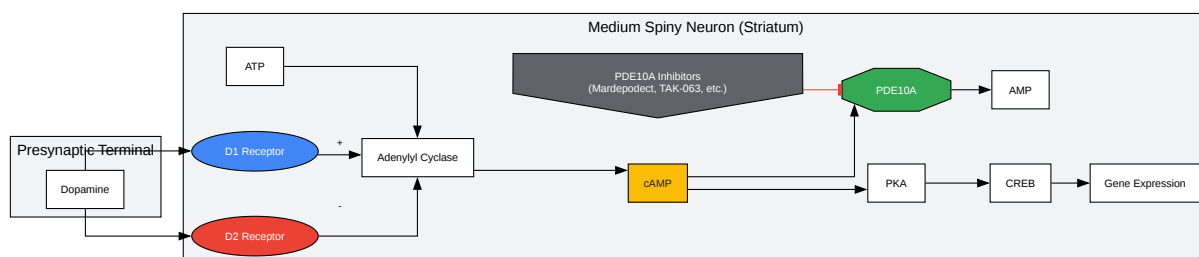 Medium Spiny Neuron (Striatum)
ATP
PDE10A Inhibitors
(Mardepodect, TAK-063, etc.)
PDE10A
AMP
Presynaptic Terminal
Dopamine
D1 Receptor
+
Adenylyl Cyclase
cAMP
PKA
CREB
Gene Expression
-
D2 Receptor